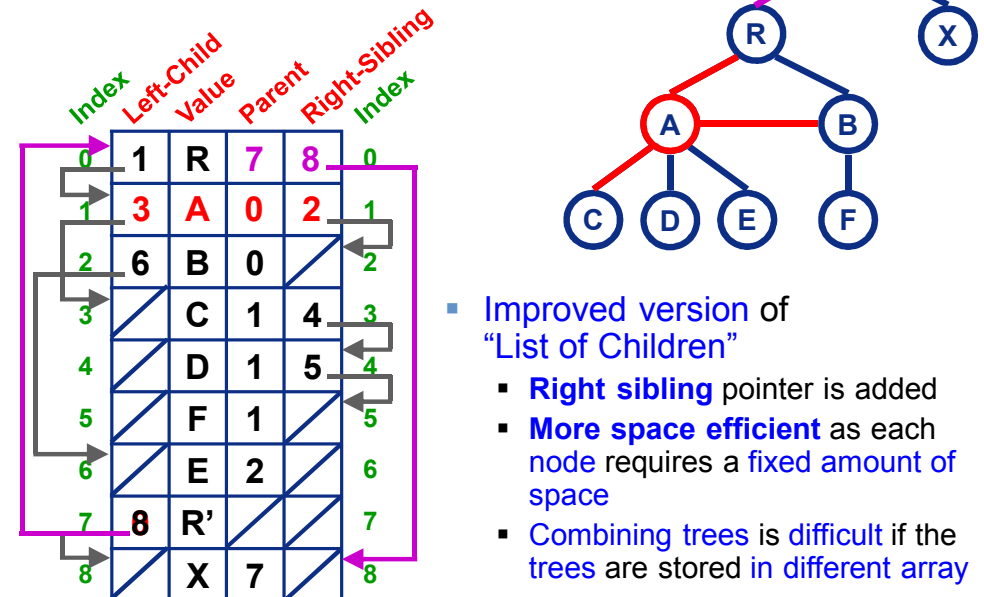 Index Left-Child Value Parent Right-Sibling Index
0 1 R 7 8 0
1 3 A 0 2 1
2 6 B 0 2
3 C 1 4 3
4 D 1 5 4
5 F 1 5
6 E 2 6
7 8 R’ 7
8 X 7 8
R X
A B
C D E F
▪ Improved version of
“List of Children”
▪ Right sibling pointer is added
▪ More space efficient as each
node requires a fixed amount of
space
▪ Combining trees is difficult if the
trees are stored in different array